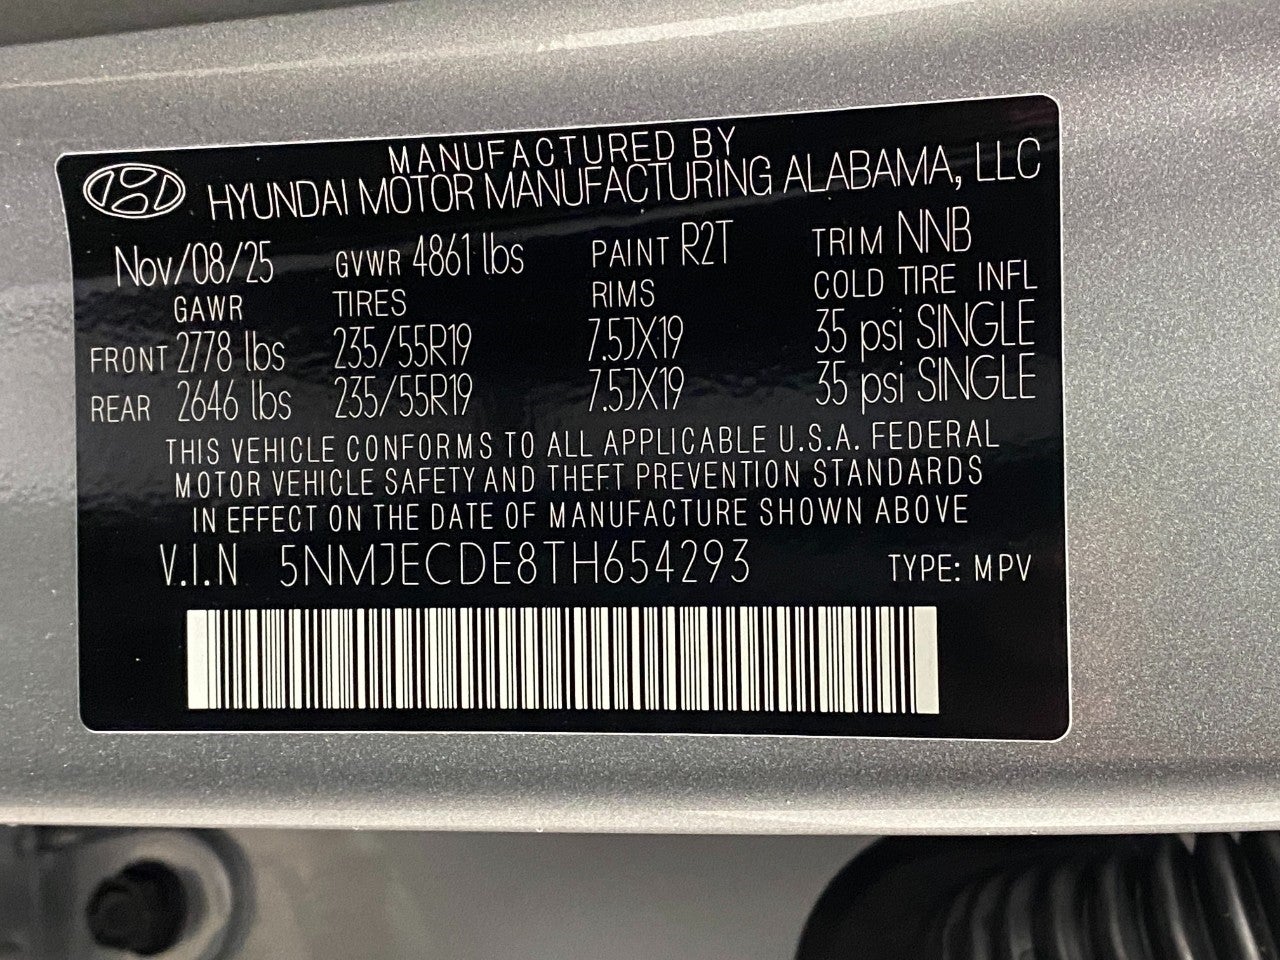 MANUFACTURED BY
HYUNDAI MOTOR MANUFACTURING ALABAMA, LLC
Nov/08/25 GVWR 4861 lbs PAINT R2T TRIM NNB
GAWR TIRES RIMS COLD TIRE INFL
FRONT 2778 lbs 235/55R19 7.5JX19 35 psi SINGLE
REAR 2646 lbs 235/55R19 7.5JX19 35 psi SINGLE
THIS VEHICLE CONFORMS TO ALL APPLICABLE U.S.A. FEDERAL
MOTOR VEHICLE SAFETY AND THEFT PREVENTION STANDARDS
IN EFFECT ON THE DATE OF MANUFACTURE SHOWN ABOVE
V.I.N 5NMJECDE8TH654293 TYPE: MPV